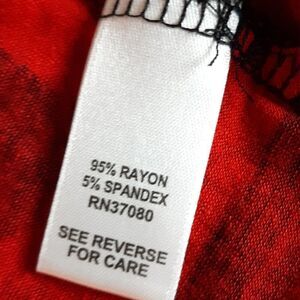 95% RAYON
5% SPANDEX
RN37080
SEE REVERSE
FOR CARE